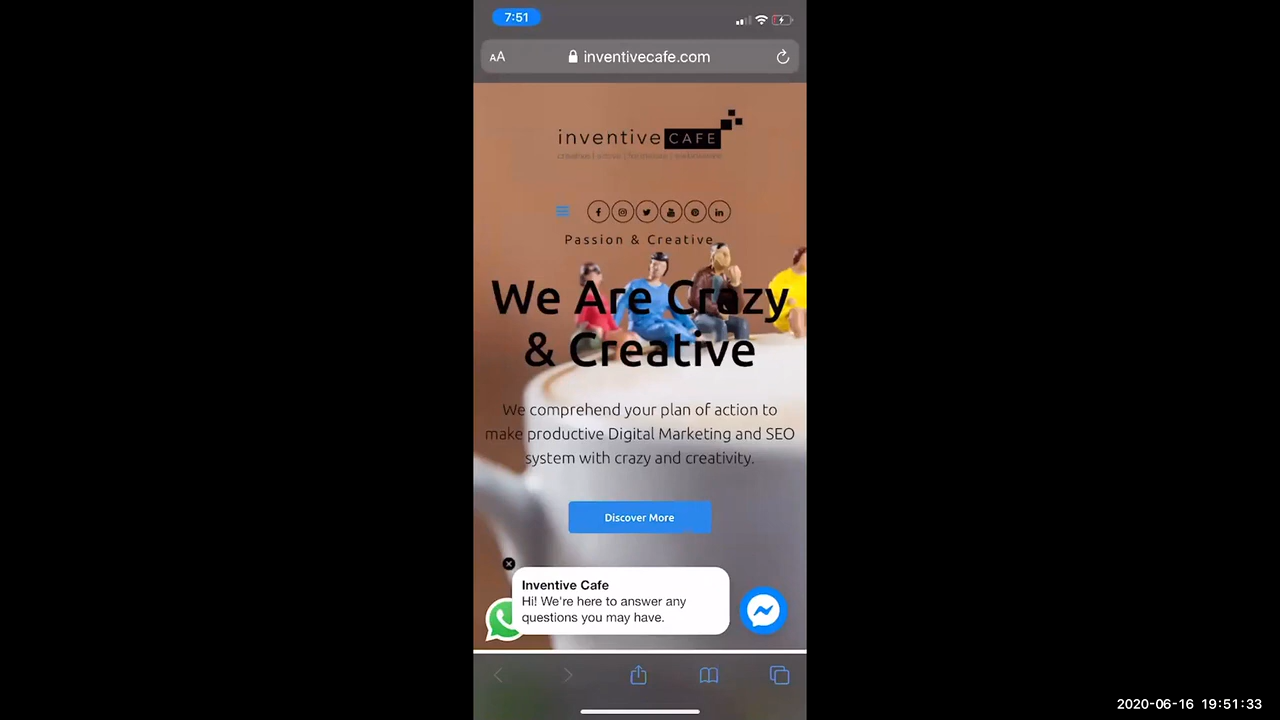 7:51
AA
inventivecafe.com
inventive CAFE
Passion & Creative
We Are Crazy
& Creative
We comprehend your plan of action to
make productive Digital Marketing and SEO
system with crazy and creativity.
Discover More
Inventive Cafe
Hi! We're here to answer any
questions you may have.
2020-06-16 19:51:33